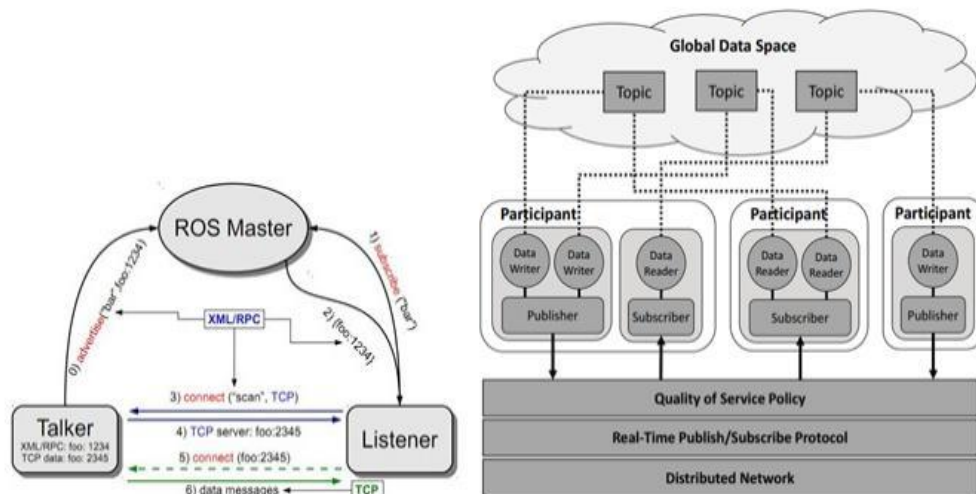 ROS Master
0) advertise("bar",foo:1234)
1) subscribe ("bar")
2) {foo:1234}
XML/RPC
3) connect ("scan", TCP)
4) TCP server: foo:2345
5) connect (foo:2345)
6) data messages
TCP
Talker
XML/RPC: foo: 1234
TCP data: foo: 2345
Listener
Global Data Space
Topic
Topic
Topic
Participant
Participant
Participant
Data
Writer
Data
Writer
Data
Reader
Data
Reader
Data
Reader
Data
Writer
Publisher
Subscriber
Subscriber
Publisher
Quality of Service Policy
Real-Time Publish/Subscribe Protocol
Distributed Network